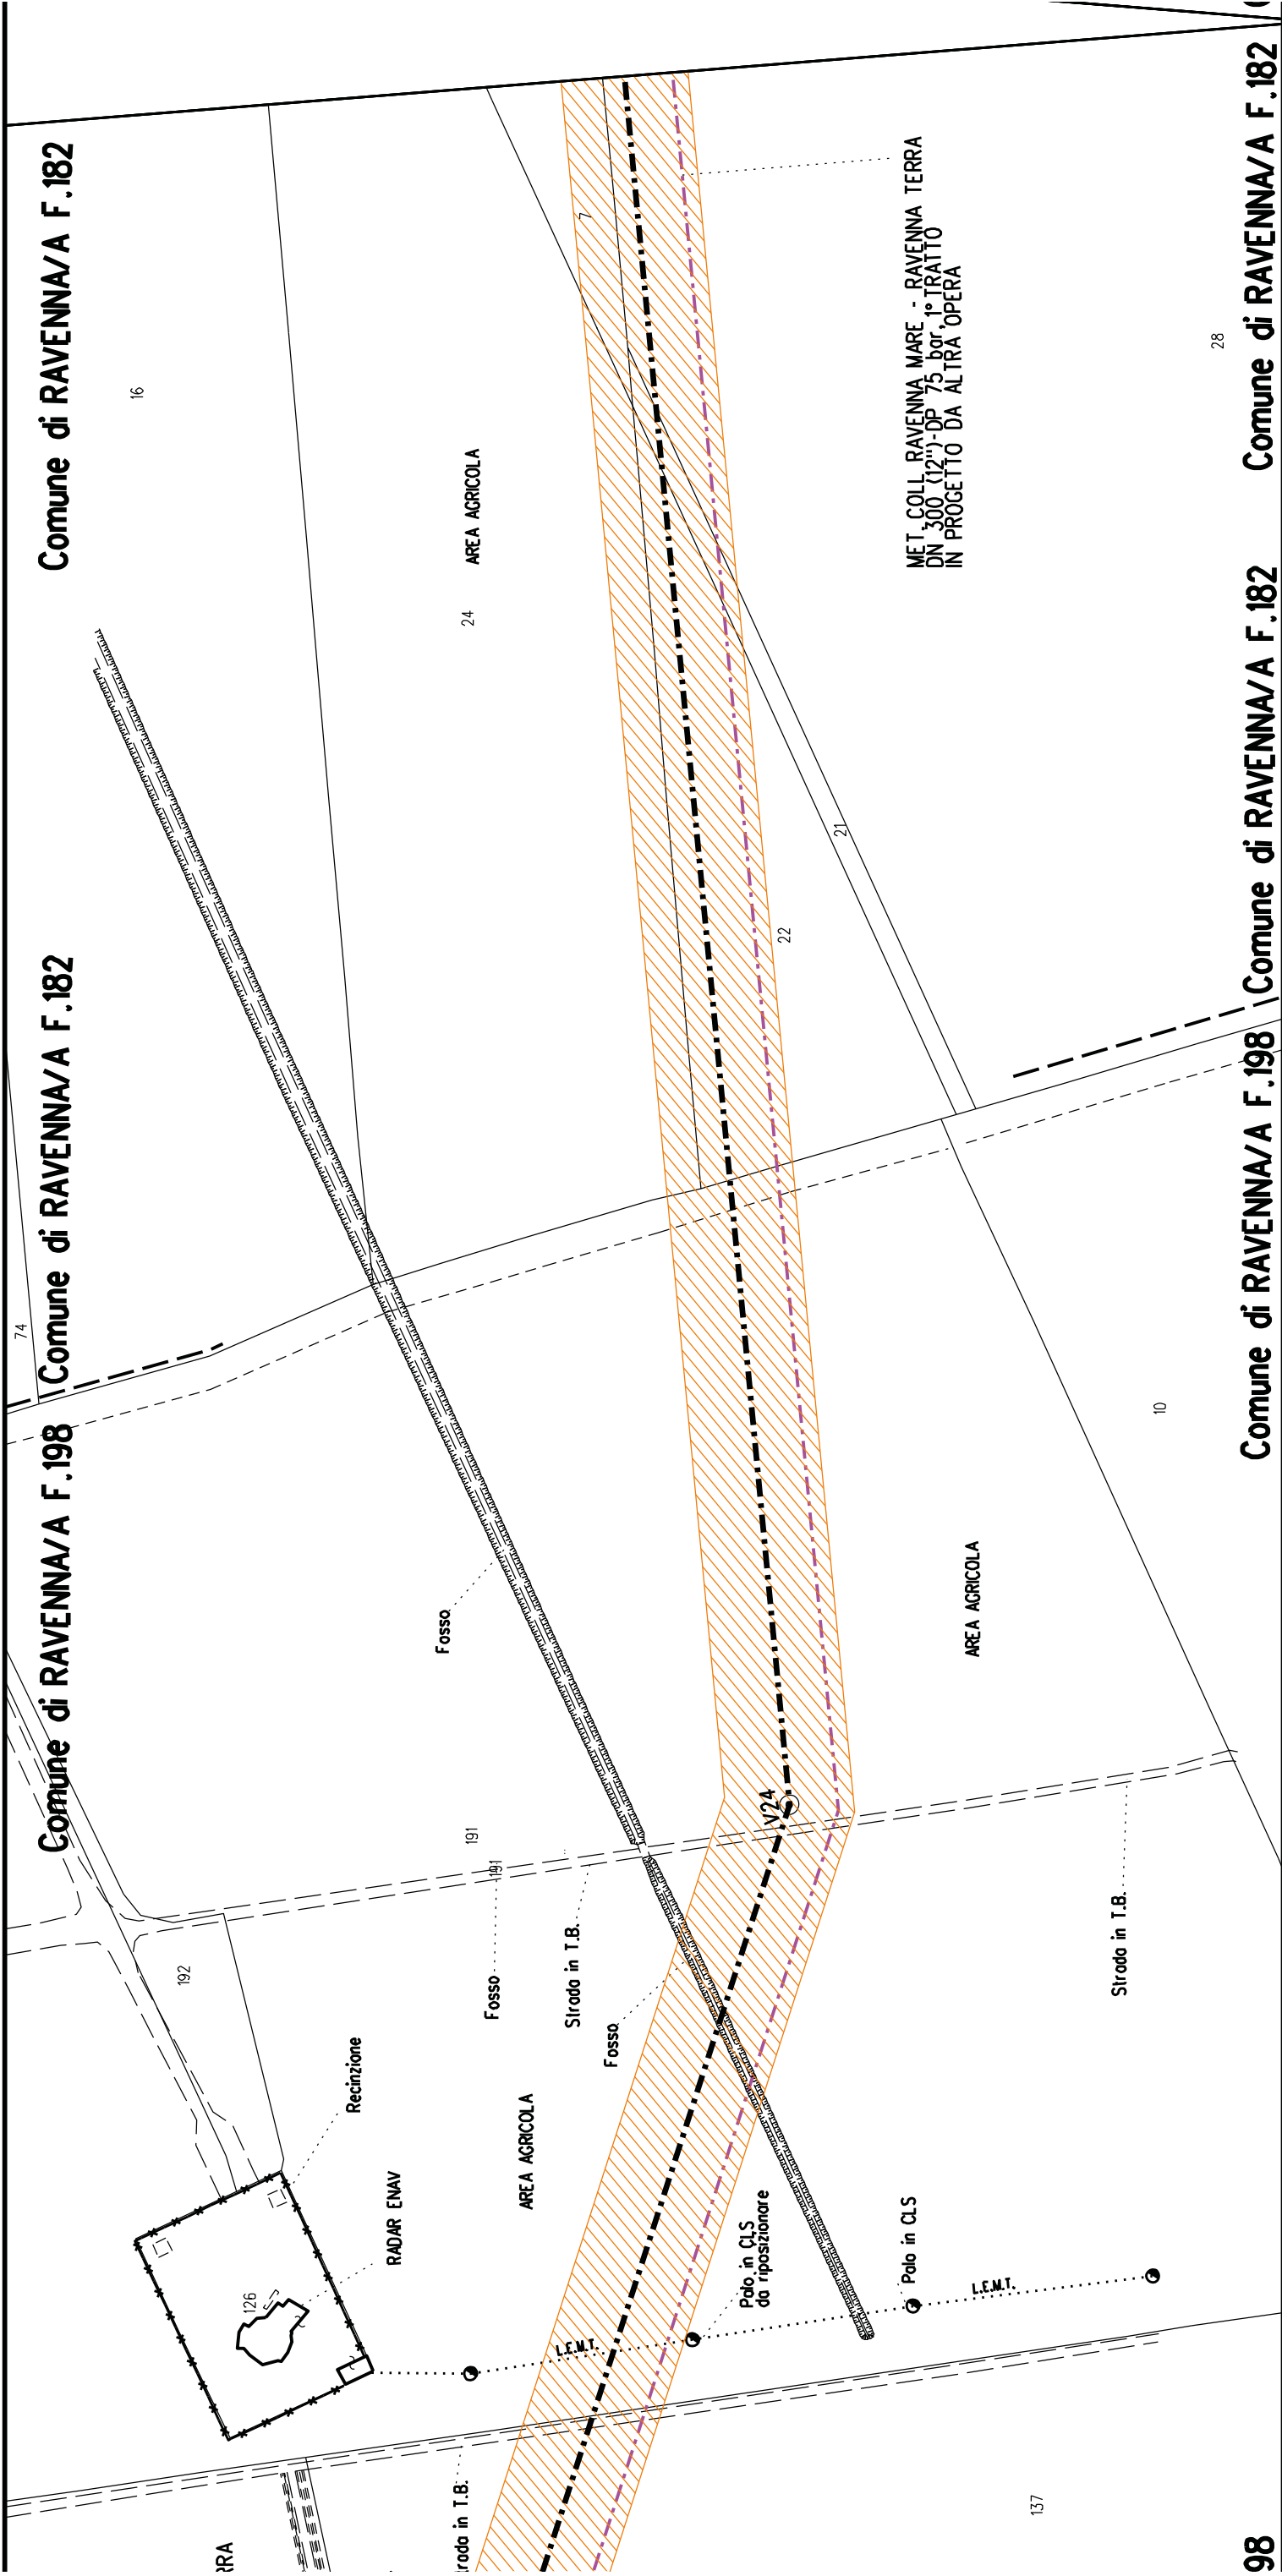 Comune di RAVENNA/A F.198
Comune di RAVENNA/A F.182
Comune di RAVENNA/A F.182
74
16
192
126
RADAR ENAV
Recinzione
Fosso
AREA AGRICOLA
24
7
191
191
Fosso
Strada in T.B.
Fosso
AREA AGRICOLA
V24
L.E.M.T.
Palo in CLS
da riposizionare
Palo in CLS
L.E.M.T.
22
21
MET. COLL. RAVENNA MARE - RAVENNA TERRA
DN 300 (12")-DP 75 bar, 1° TRATTO
IN PROGETTO DA ALTRA OPERA
AREA AGRICOLA
Strada in T.B.
rada in T.B.
RRA
137
10
28
98
Comune di RAVENNA/A F.198
Comune di RAVENNA/A F.182
Comune di RAVENNA/A F.182